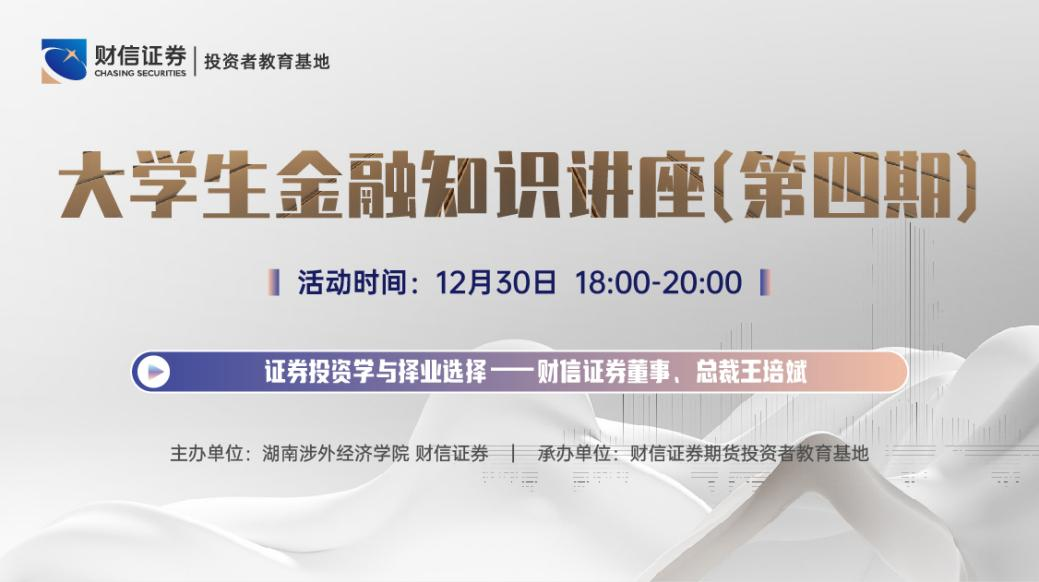 财信证券 投资者教育基地
CHASING SECURITIES
大学生金融知识讲座(第四期)
活动时间：12月30日 18:00-20:00
证券投资学与择业选择——财信证券董事、总裁王培斌
主办单位：湖南涉外经济学院 财信证券 | 承办单位：财信证券期货投资者教育基地